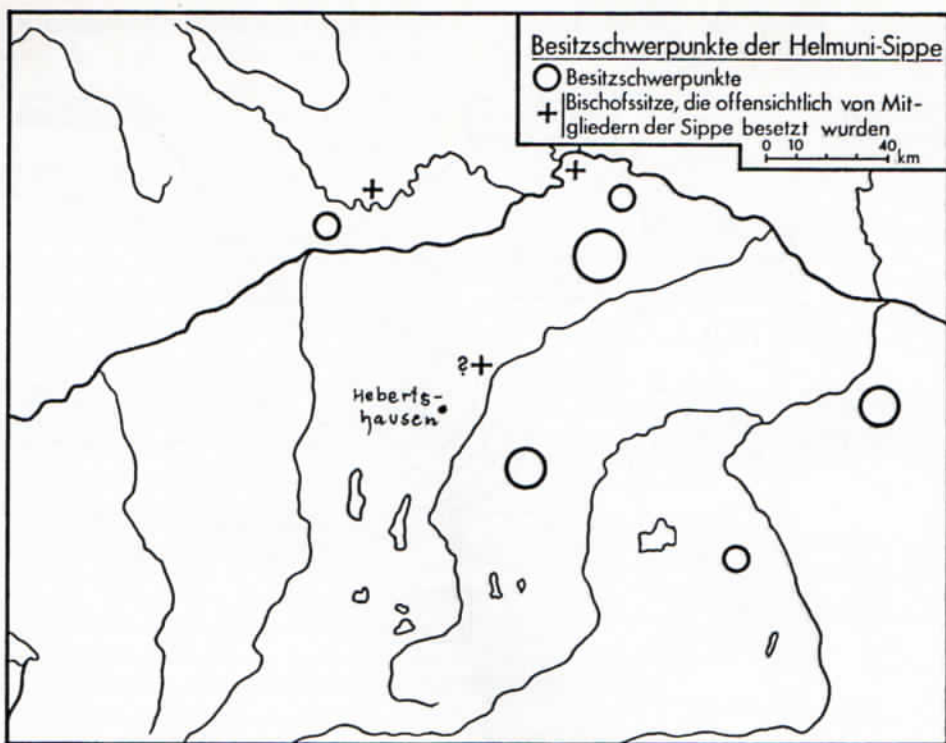 Besitzschwerpunkte der Helmuni-Sippe
Besitzschwerpunkte
Bischofssitze, die offensichtlich von Mit-
gliedern der Sippe besetzt wurden
0 10 40
km
?
Heberts-
hausen